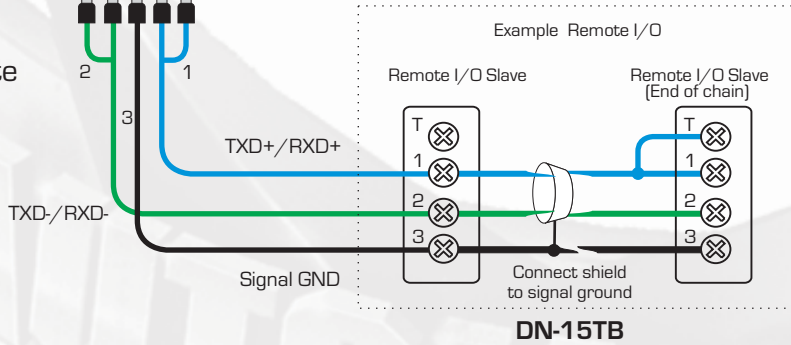 Example Remote I/O
te
2
1
Remote I/O Slave
Remote I/O Slave
(End of chain)
3
T
T
TXD+/RXD+
1
1
TXD-/RXD-
2
2
3
3
Signal GND
Connect shield
to signal ground
DN-15TB